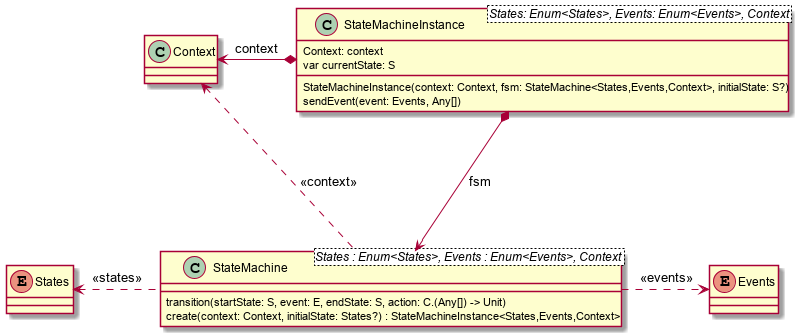 States: Enum<States>, Events: Enum<Events>, Context
C StateMachineInstance
Context: context
var currentState: S
StateMachineInstance(context: Context, fsm: StateMachine<States,Events,Context>, initialState: S?)
sendEvent(event: Events, Any[])
C Context
context
«context»
fsm
States : Enum<States>, Events : Enum<Events>, Context
C StateMachine
transition(startState: S, event: E, endState: S, action: C.(Any[]) -> Unit)
create(context: Context, initialState: States?) : StateMachineInstance<States,Events,Context>
E States
«states»
«events»
E Events